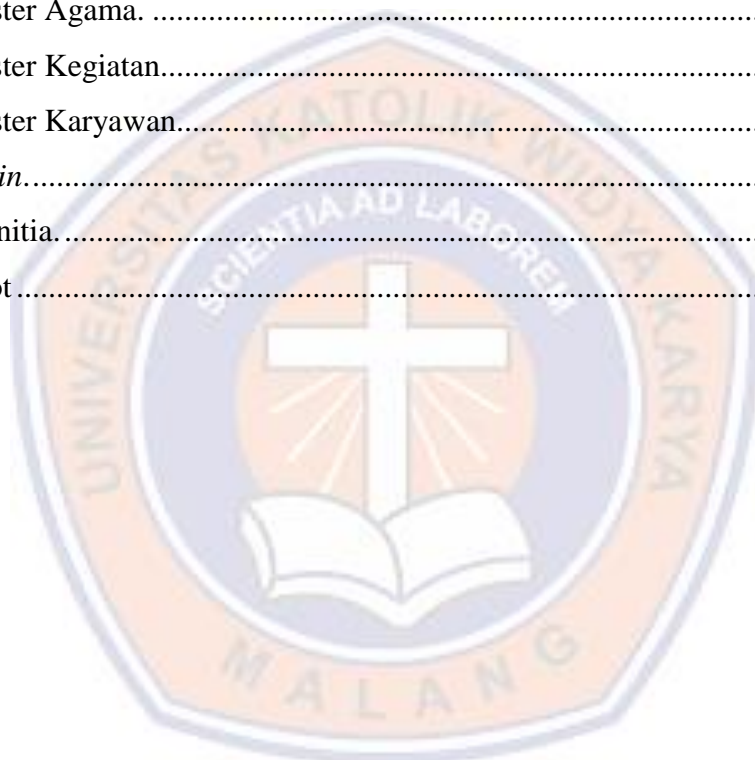 ster Agama. ................................................................................
ster Kegiatan................................................................................
ster Karyawan................................................................................
in.................................................................................
nitia. ................................................................................
ot ................................................................................
UNIVERSITAS KATOLIK WIDYA KARYA
SCIENTIA AD LABOREM
MALANG